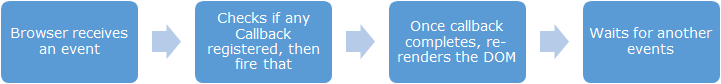 Browser receives
an event
Checks if any
Callback
registered, then
fire that
Once callback
completes, re-
renders the DOM
Waits for another
events